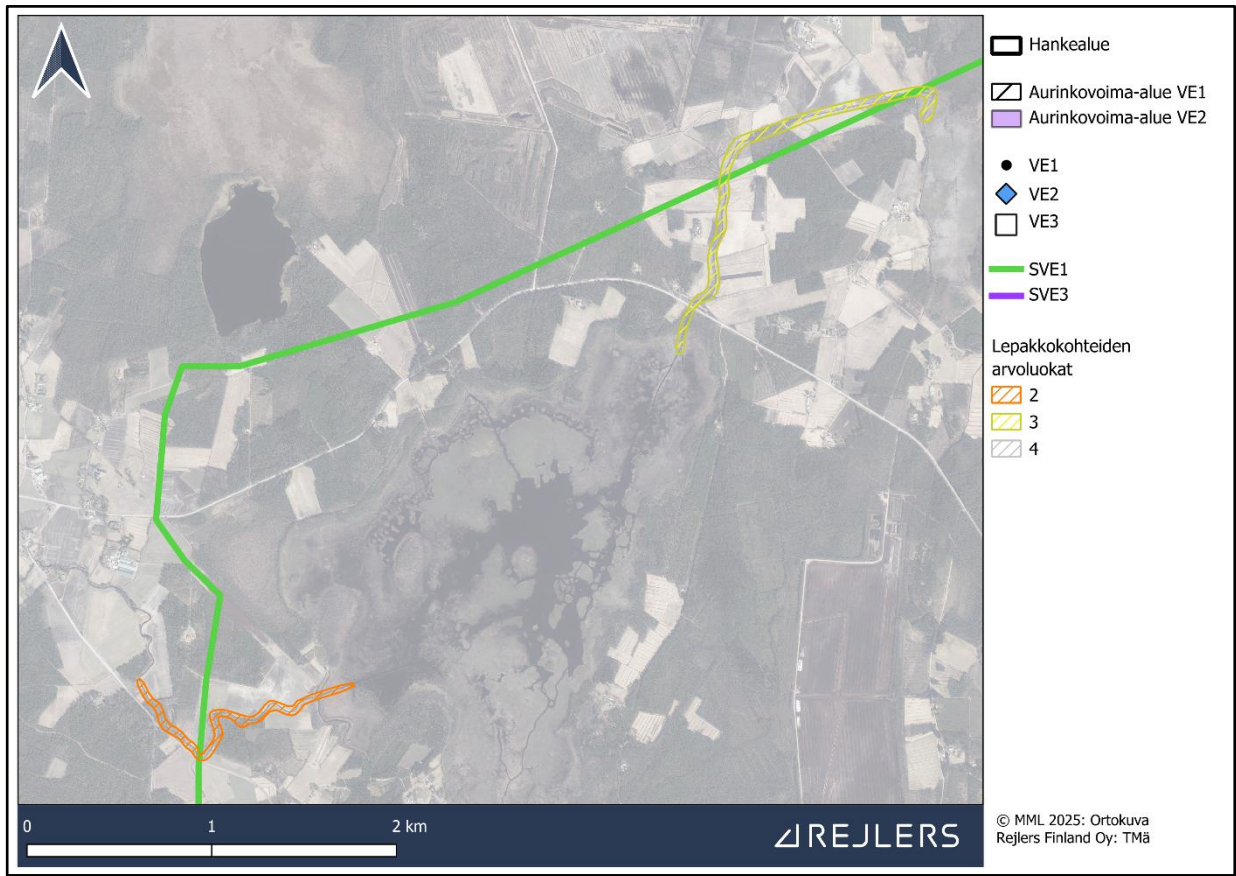 Hankealue
Aurinkovoima-alue VE1
Aurinkovoima-alue VE2
VE1
VE2
VE3
SVE1
SVE3
Lepakkokohteiden
arvoluokat
2
3
4
0 1 2 km
REJLERS
© MML 2025: Ortokuva
Rejlers Finland Oy: TMä